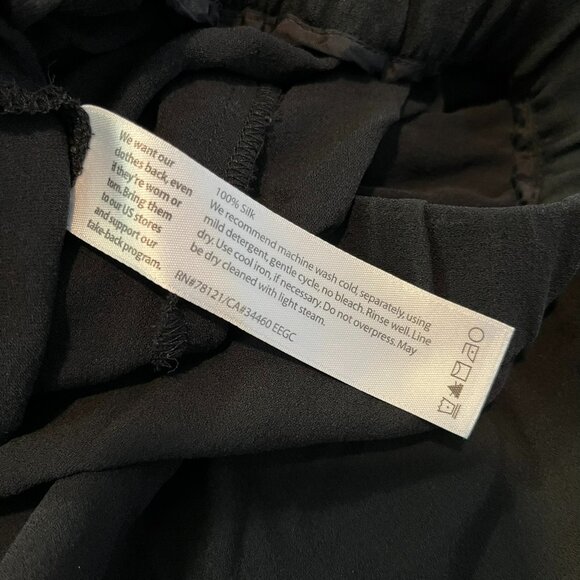 We want our
clothes back, even
if they're worn or
torn. Bring them
to our US stores
and support our
take-back program.
100% Silk
We recommend machine wash cold, separately, using
mild detergent, gentle cycle, no bleach. Rinse well. Line
dry. Use cool iron, if necessary. Do not overpress. May
be dry cleaned with light steam.
RN#78121/CA#34460 EEGC